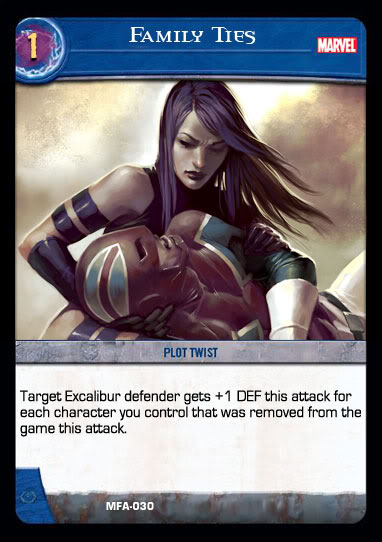 1
FAMILY TIES
MARVEL
PLOT TWIST
Target Excalibur defender gets +1 DEF this attack for
each character you control that was removed from the
game this attack.
MFA-030